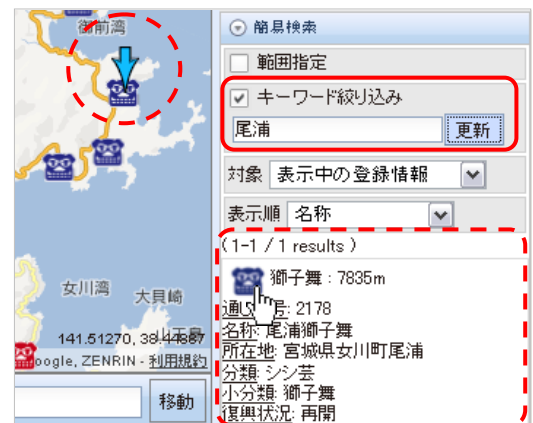 御前湾
女川湾
大貝崎
141.51270, 38.44887
oogle, ZENRIN - 利用規約
移動
簡易検索
範囲指定
キーワード絞り込み
尾浦
更新
対象 表示中の登録情報
表示順 名称
(1-1 / 1 results )
獅子舞 : 7835m
号: 2178
名称: 尾浦獅子舞
所在地: 宮城県女川町尾浦
分類: シシ芸
小分類: 獅子舞
復興状況: 再開